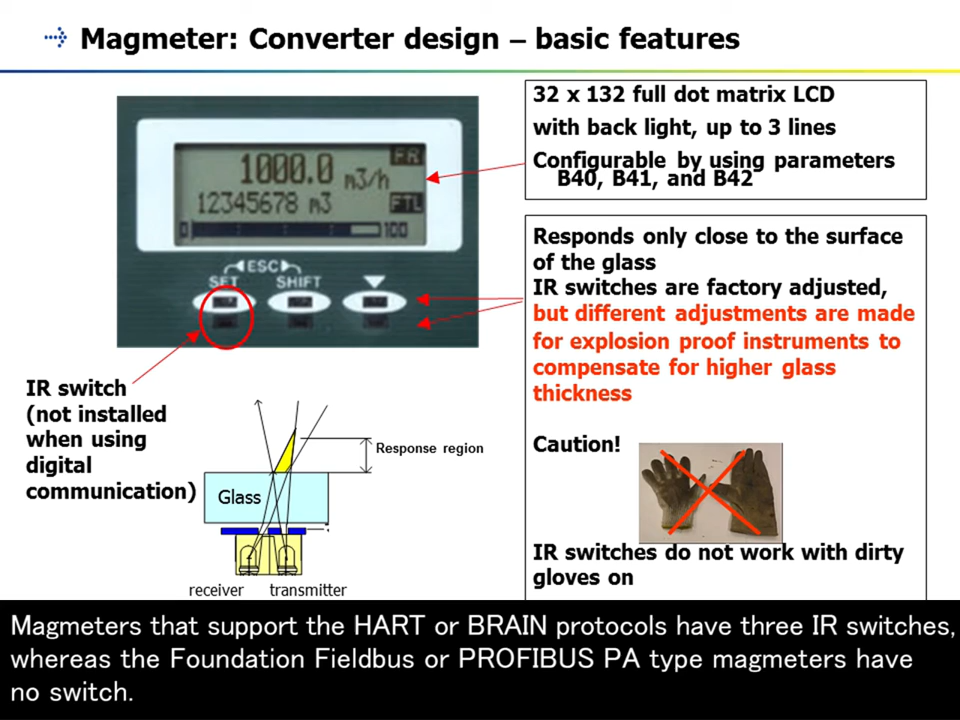 Magmeter: Converter design – basic features
32 x 132 full dot matrix LCD
with back light, up to 3 lines
Configurable by using parameters
B40, B41, and B42
1000.0 m3/h FR
12345678 m3 FTL
0 100
ESC
SET SHIFT
Responds only close to the surface
of the glass
IR switches are factory adjusted,
but different adjustments are made
for explosion proof instruments to
compensate for higher glass
thickness
Caution!
IR switches do not work with dirty
gloves on
IR switch
(not installed
when using
digital
communication)
Response region
Glass
receiver transmitter
Magmeters that support the HART or BRAIN protocols have three IR switches,
whereas the Foundation Fieldbus or PROFIBUS PA type magmeters have
no switch.